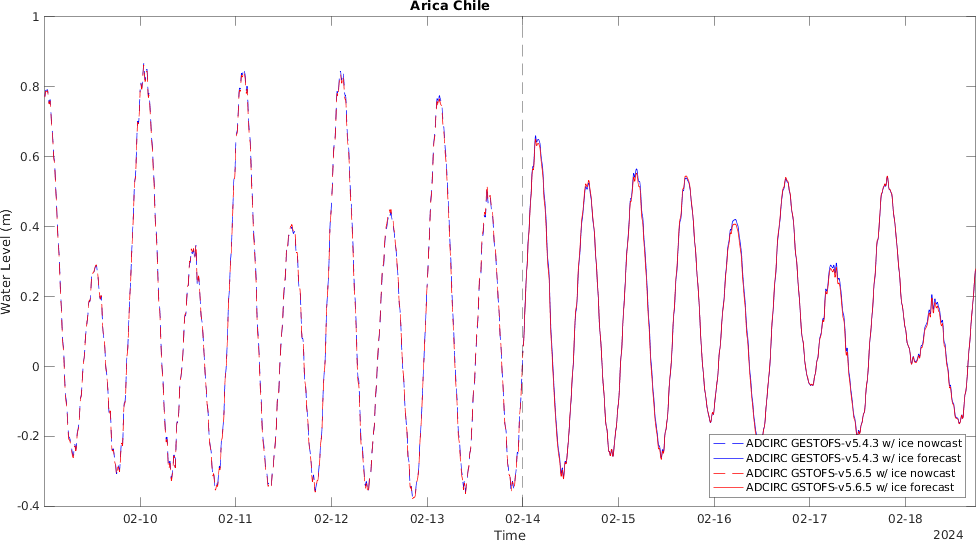 Arica Chile
Water Level (m)
1
0.8
0.6
0.4
0.2
0
-0.2
-0.4
02-10
02-11
02-12
02-13
02-14
02-15
02-16
02-17
02-18
Time
2024
ADCIRC GESTOFS-v5.4.3 w/ ice nowcast
ADCIRC GESTOFS-v5.4.3 w/ ice forecast
ADCIRC GSTOFS-v5.6.5 w/ ice nowcast
ADCIRC GSTOFS-v5.6.5 w/ ice forecast